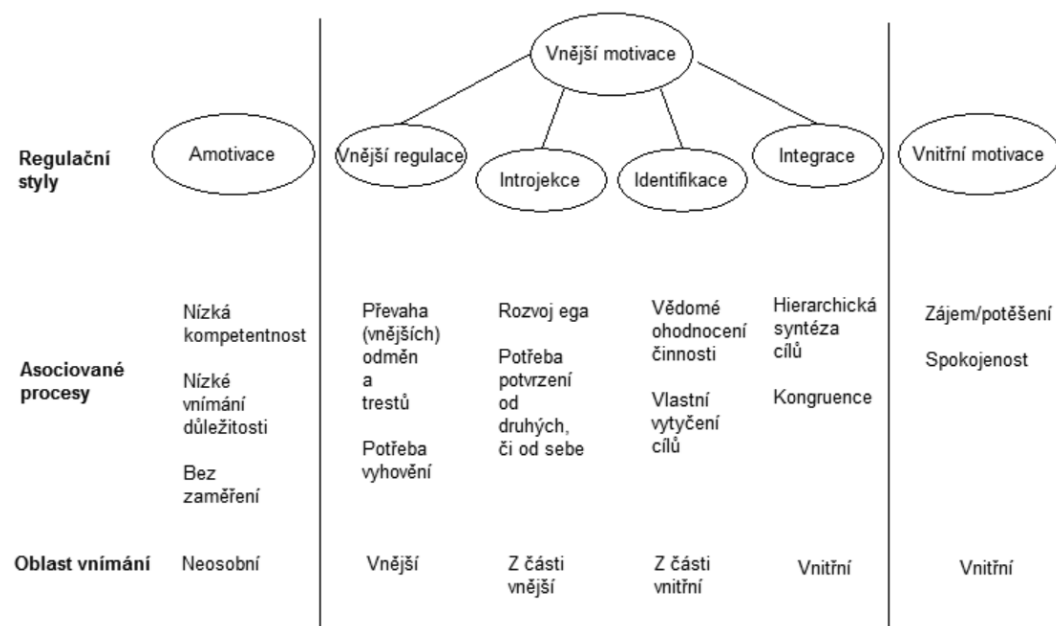 Vnější motivace
Regulační
styly
Amotivace
Vnější regulace
Introjekce
Identifikace
Integrace
Vnitřní motivace
Asociované
procesy
Nízká
kompetentnost
Nízké
vnímání
důležitosti
Bez
zaměření
Převaha
(vnějších)
odměn
a
trestů
Potřeba
vyhovění
Rozvoj ega
Potřeba
potvrzení
od
druhých,
či od sebe
Vědomé
ohodnocení
činnosti
Vlastní
vytyčení
cílů
Hierarchická
syntéza
cílů
Kongruence
Zájem/potěšení
Spokojenost
Oblast vnímání
Neosobní
Vnější
Z části
vnější
Z části
vnitřní
Vnitřní
Vnitřní